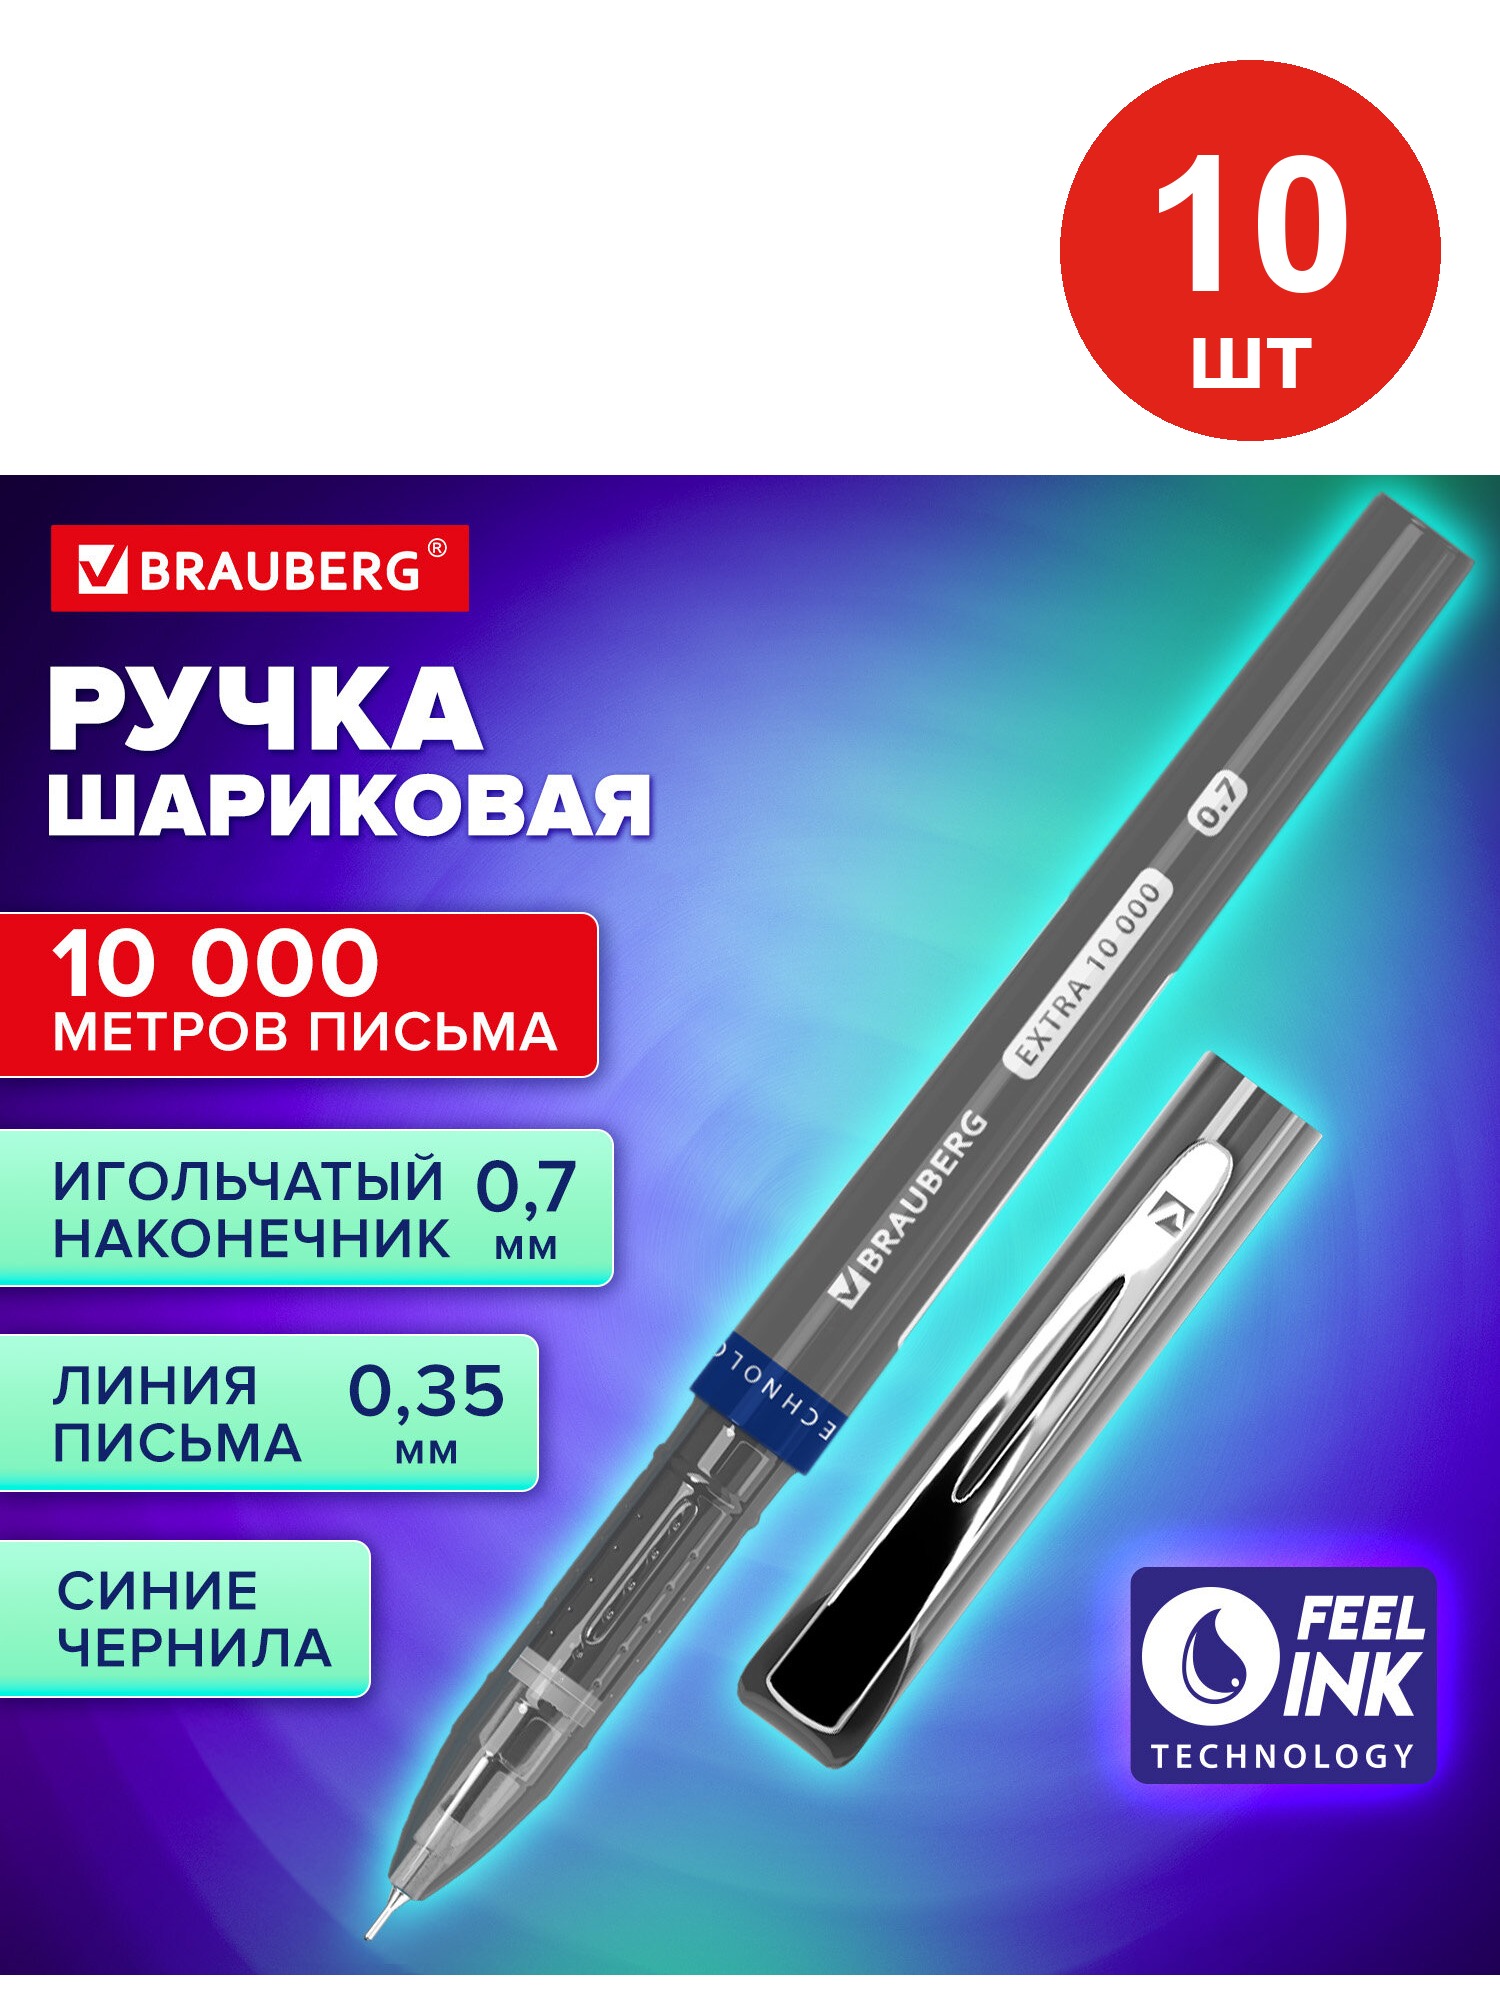 10
шт
BRAUBERG®
РУЧКА
ШАРИКОВАЯ
10 000
МЕТРОВ ПИСЬМА
ИГОЛЬЧАТЫЙ
НАКОНЕЧНИК
0,7
мм
ЛИНИЯ
ПИСЬМА
0,35
мм
СИНИЕ
ЧЕРНИЛА
0.7
EXTRA 10 000
BRAUBERG
FEEL
INK
TECHNOLOGY